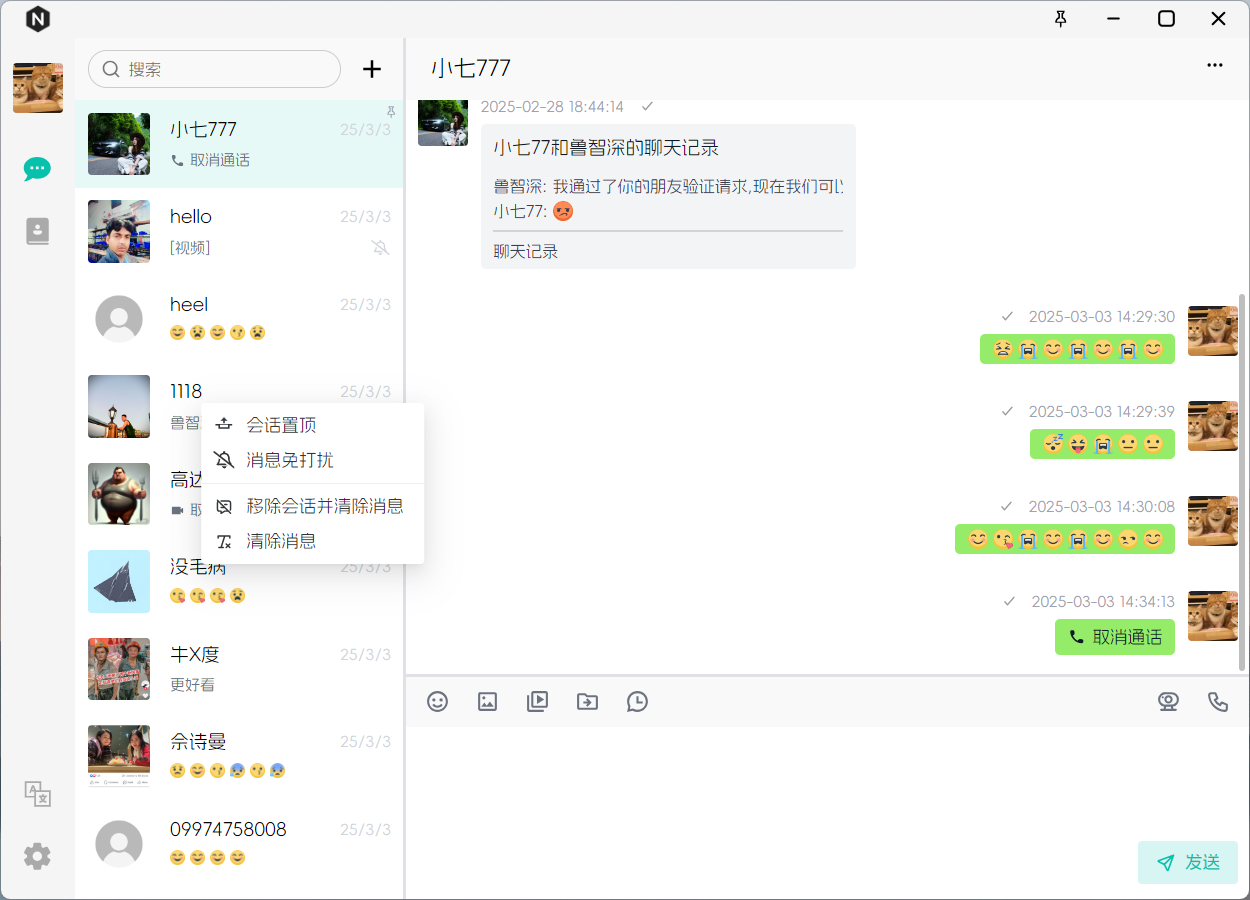 N
搜索
小七777
25/3/3
取消通话
hello
25/3/3
[视频]
heel
25/3/3
😊😧😊😗😧
1118
25/3/3
鲁智
会话置顶
消息免打扰
移除会话并清除消息
清除消息
高达
取
没毛病
25/3/3
😘😘😘😧
牛X度
25/3/3
更好看
佘诗曼
25/3/3
😟😊😗😰😗😰
09974758008
25/3/3
😊😊😊😊
小七777
2025-02-28 18:44:14
小七77和鲁智深的聊天记录
鲁智深: 我通过了你的朋友验证请求,现在我们可以
小七77: 😡
聊天记录
2025-03-03 14:29:30
😫😭😊😭😊😭😊
2025-03-03 14:29:39
😴😝😭😐😐
2025-03-03 14:30:08
😊😘😭😊😭😊😒😊
2025-03-03 14:34:13
取消通话
发送